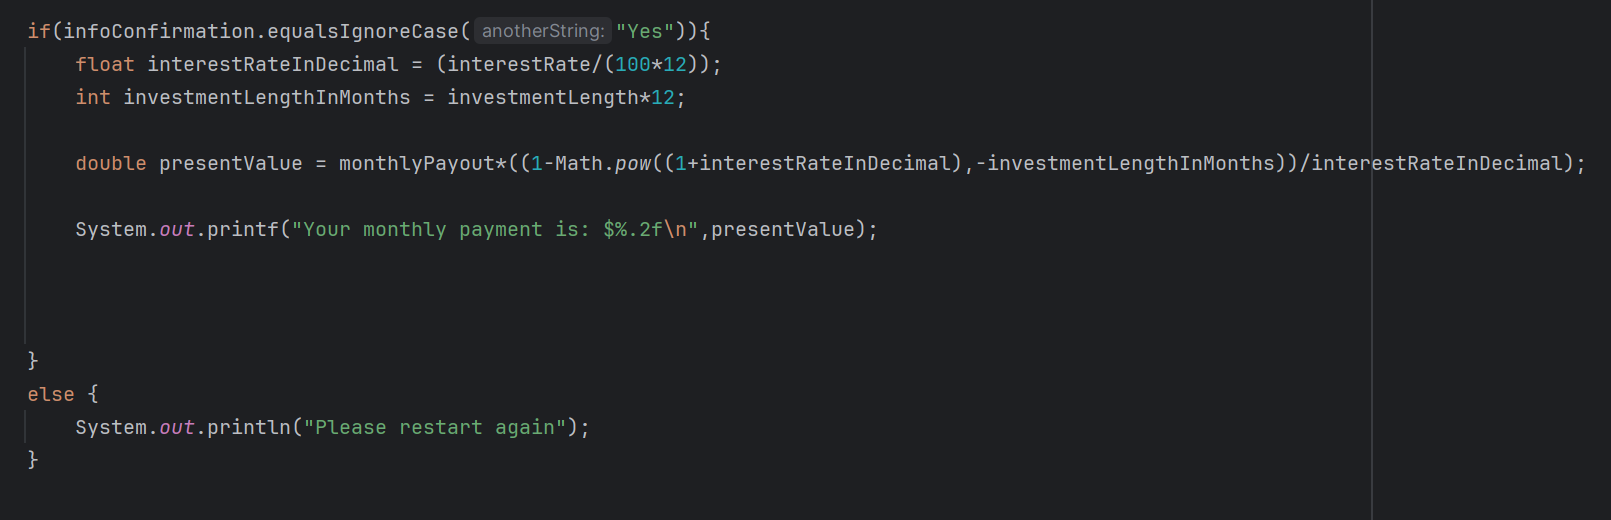 if(infoConfirmation.equalsIgnoreCase( anotherString: "Yes")){
    float interestRateInDecimal = (interestRate/(100*12));
    int investmentLengthInMonths = investmentLength*12;
    double presentValue = monthlyPayout*((1-Math.pow((1+interestRateInDecimal),-investmentLengthInMonths))/interestRateInDecimal);
    System.out.printf("Your monthly payment is: $%.2f\n",presentValue);
}
else {
    System.out.println("Please restart again");
}